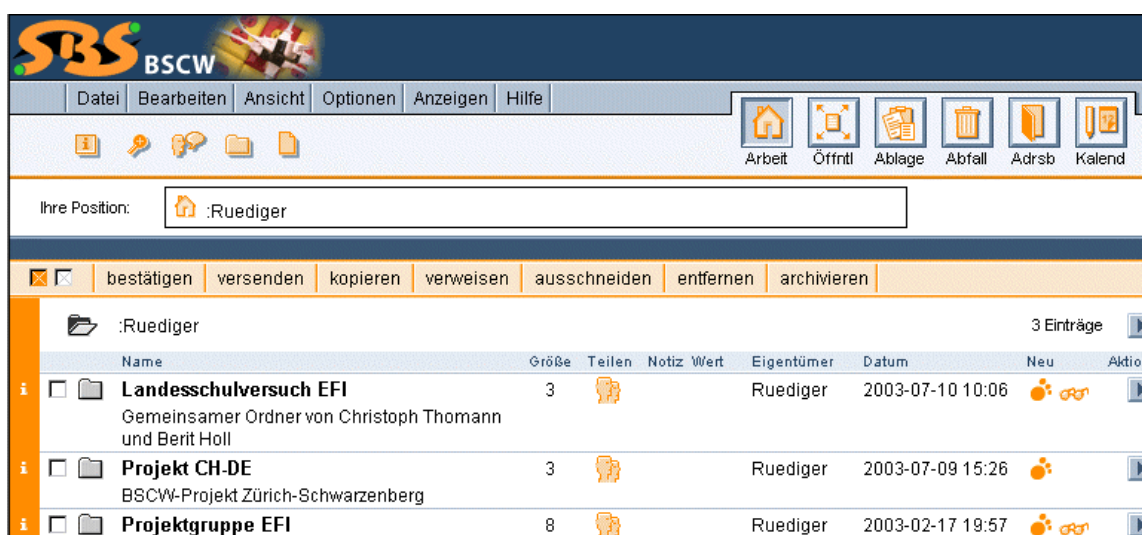 SBS BSCW
Datei Bearbeiten Ansicht Optionen Anzeigen Hilfe
Arbeit Öffntl Ablage Abfall Adrsb Kalend
Ihre Position: :Ruediger
bestätigen versenden kopieren verweisen ausschneiden entfernen archivieren
:Ruediger 3 Einträge
Name Größe Teilen Notiz Wert Eigentümer Datum Neu Aktio
Landesschulversuch EFI 3 Ruediger 2003-07-10 10:06
Gemeinsamer Ordner von Christoph Thomann
und Berit Holl
Projekt CH-DE 3 Ruediger 2003-07-09 15:26
BSCW-Projekt Zürich-Schwarzenberg
Projektgruppe EFI 8 Ruediger 2003-02-17 19:57